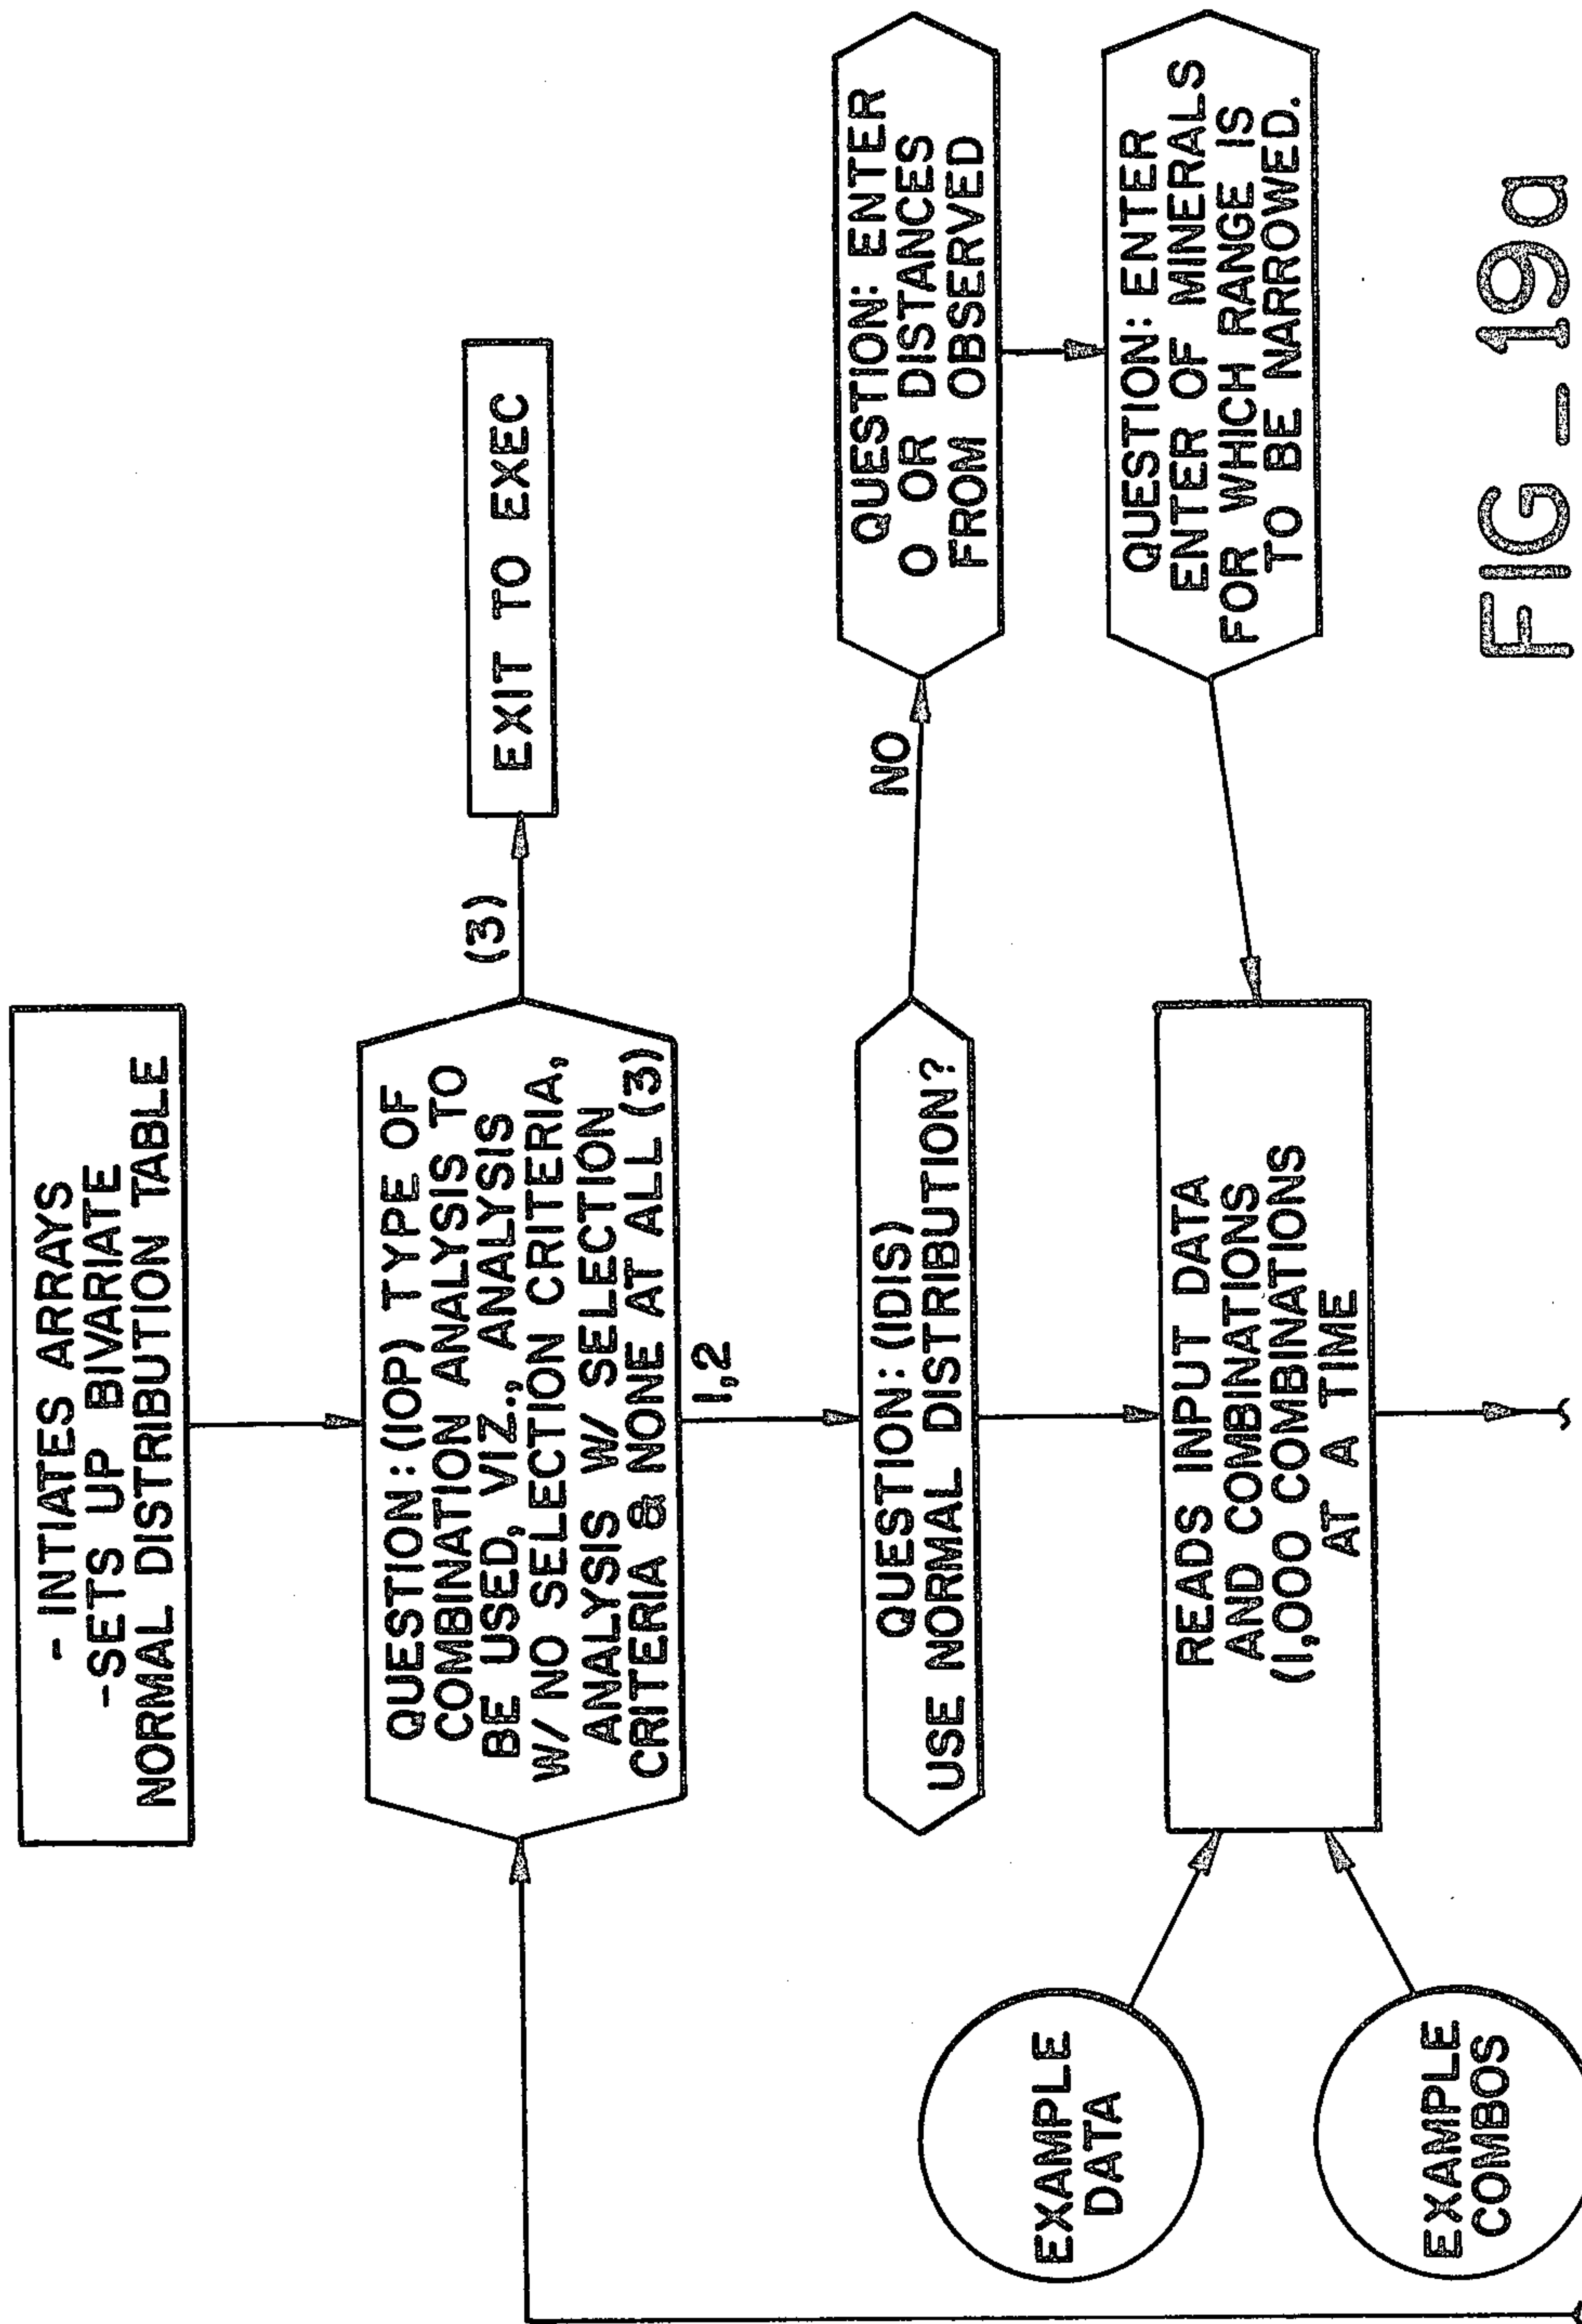 - INTIATES ARRAYS
-SETS UP BIVARIATE
NORMAL DISTRIBUTION TABLE
QUESTION: (IOP) TYPE OF
COMBINATION ANALYSIS TO
BE USED, VIZ., ANALYSIS
W/ NO SELECTION CRITERIA,
ANALYSIS W/ SELECTION
CRITERIA & NONE AT ALL (3)
(3)
EXIT TO EXEC
1,2
QUESTION: (IDIS)
USE NORMAL DISTRIBUTION?
NO
QUESTION: ENTER
O OR DISTANCES
FROM OBSERVED
QUESTION: ENTER
ENTER OF MINERALS
FOR WHICH RANGE IS
TO BE NARROWED.
READS INPUT DATA
AND COMBINATIONS
(1,000 COMBINATIONS
AT A TIME
EXAMPLE
DATA
EXAMPLE
COMBOS
FIG - 19a